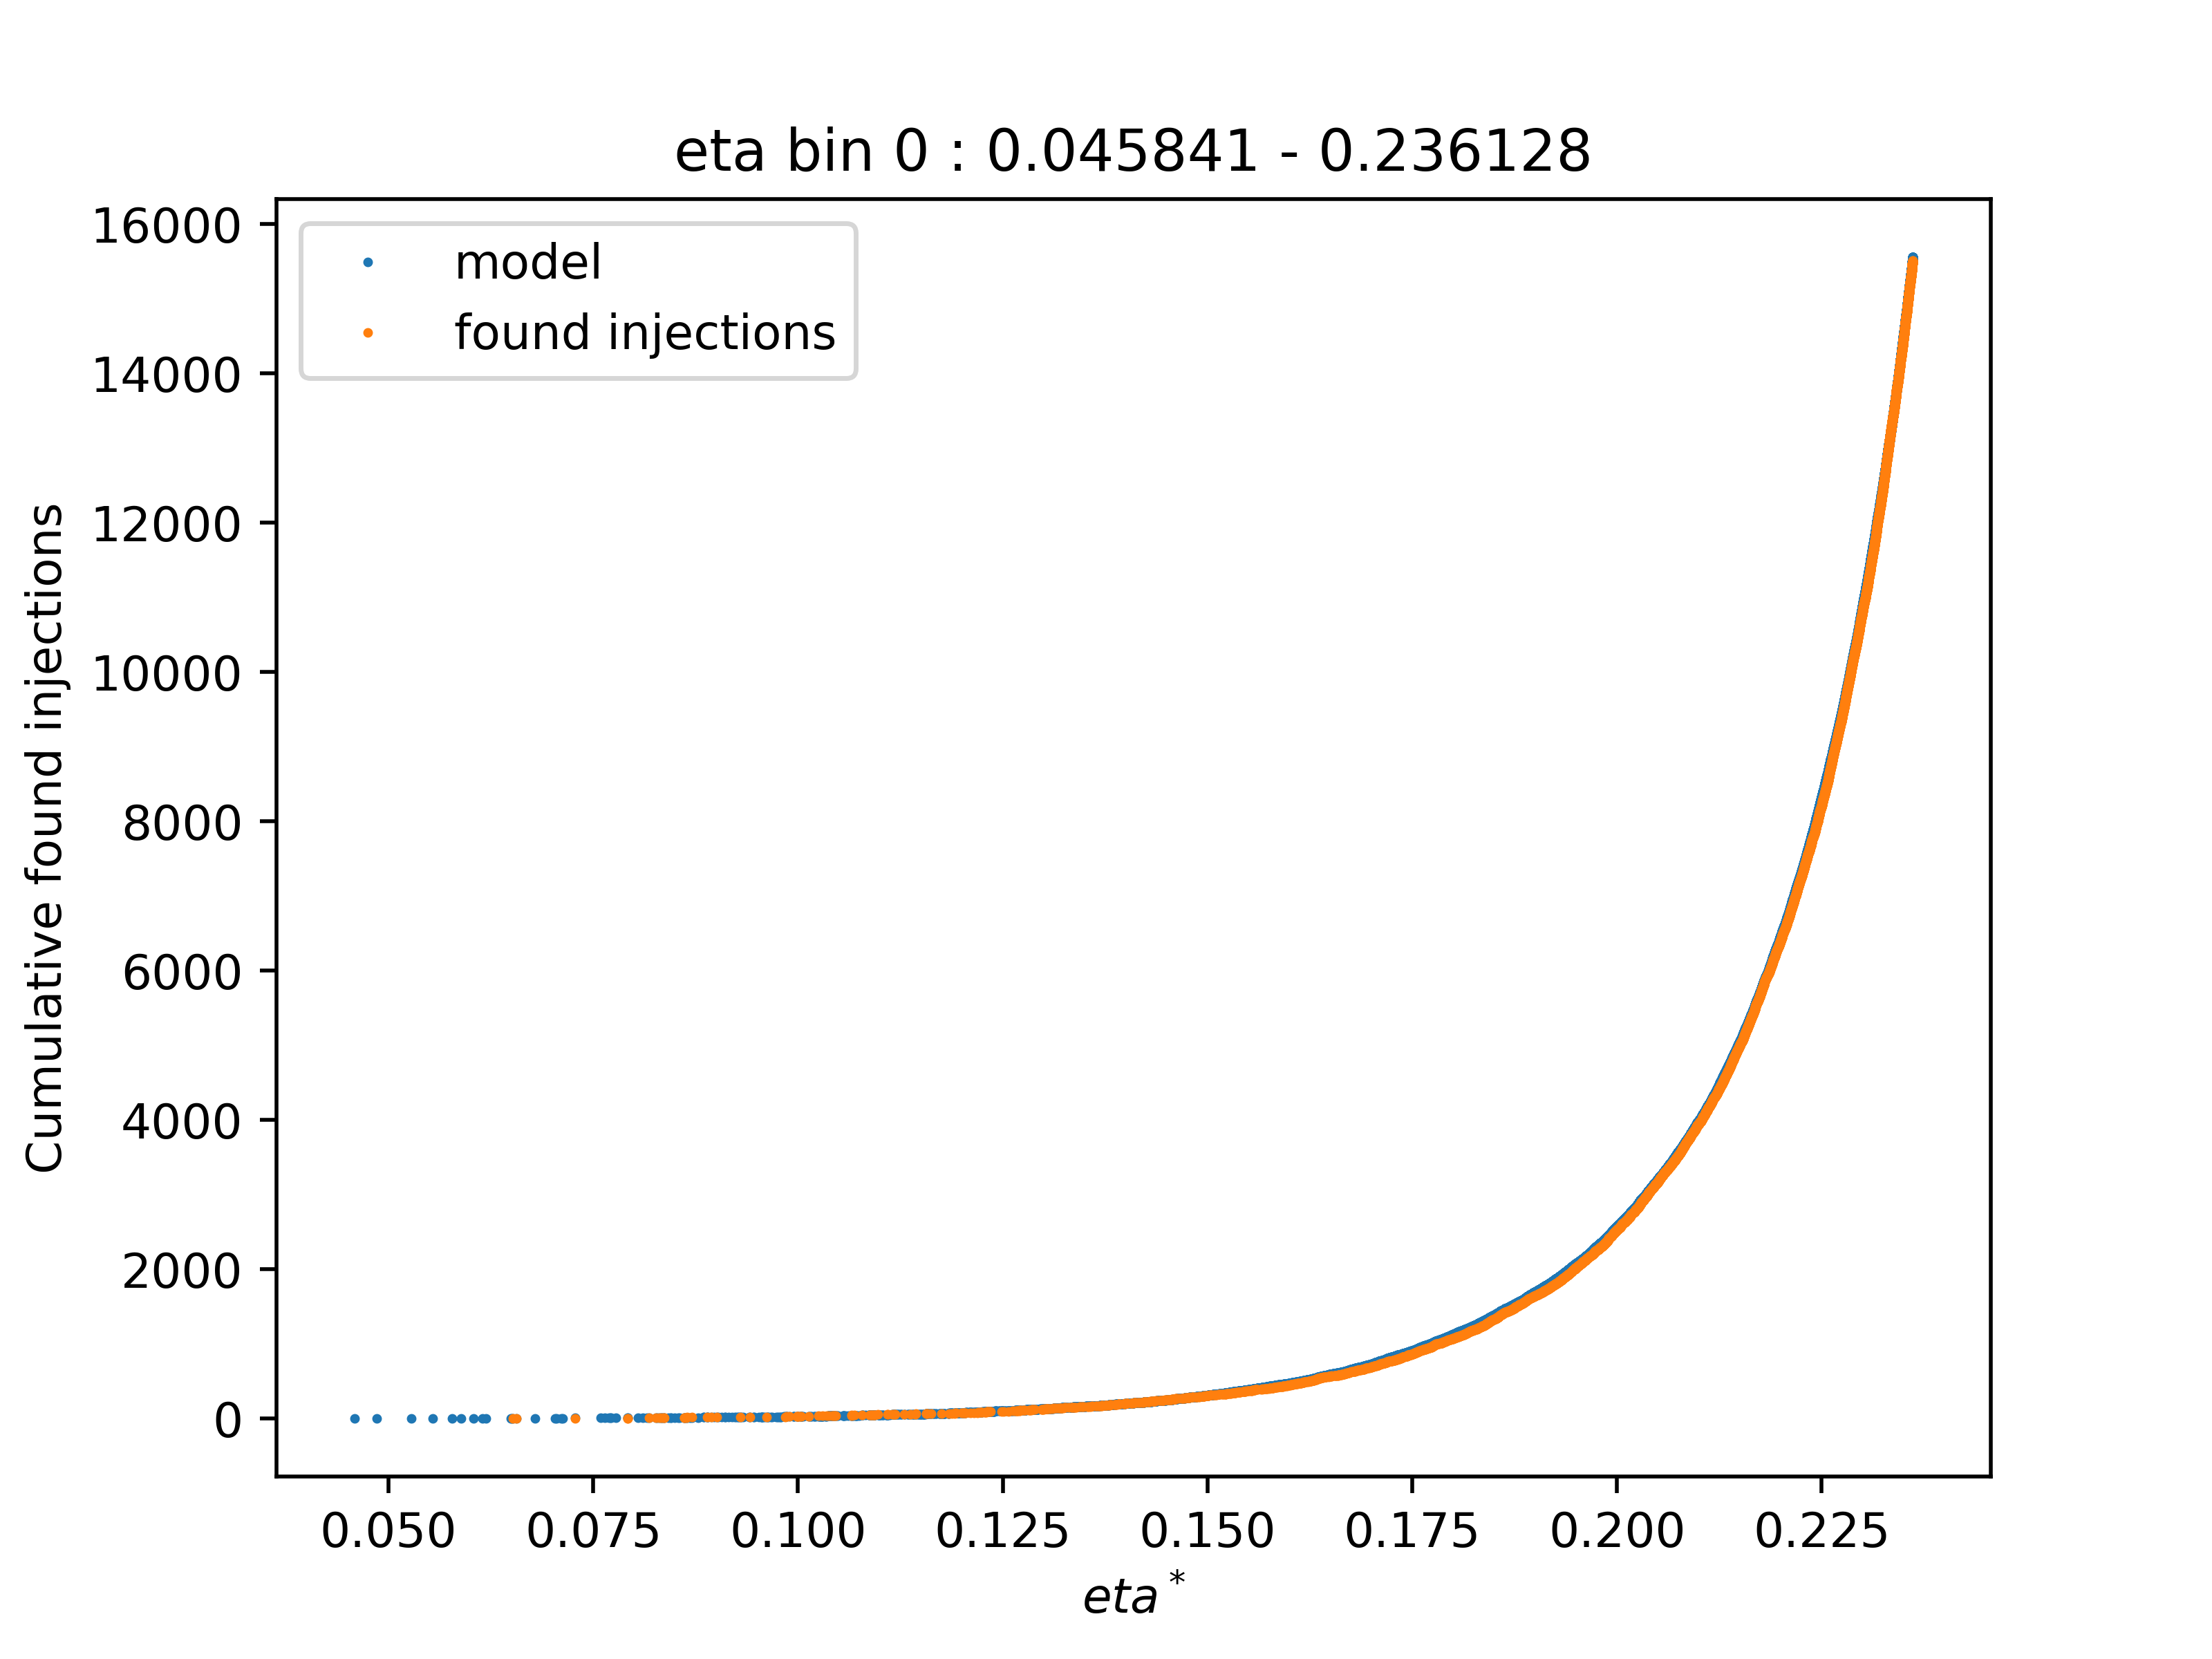 eta bin 0 : 0.045841 - 0.236128
model
found injections
Cumulative found injections
16000
14000
12000
10000
8000
6000
4000
2000
0
0.050 0.075 0.100 0.125 0.150 0.175 0.200 0.225
eta*